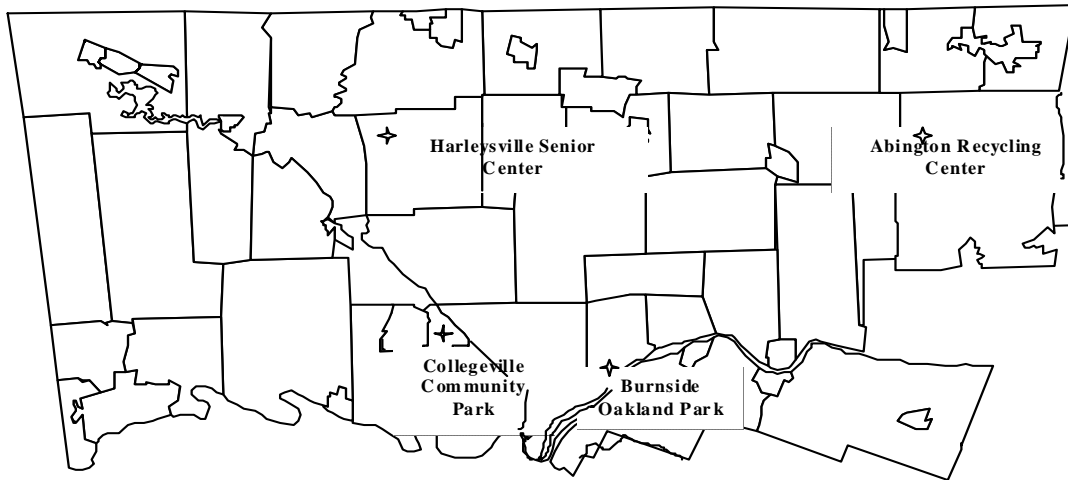 Harleysville Senior
Center
Abington Recycling
Center
Collegeville
Community
Park
Burnside
Oakland Park